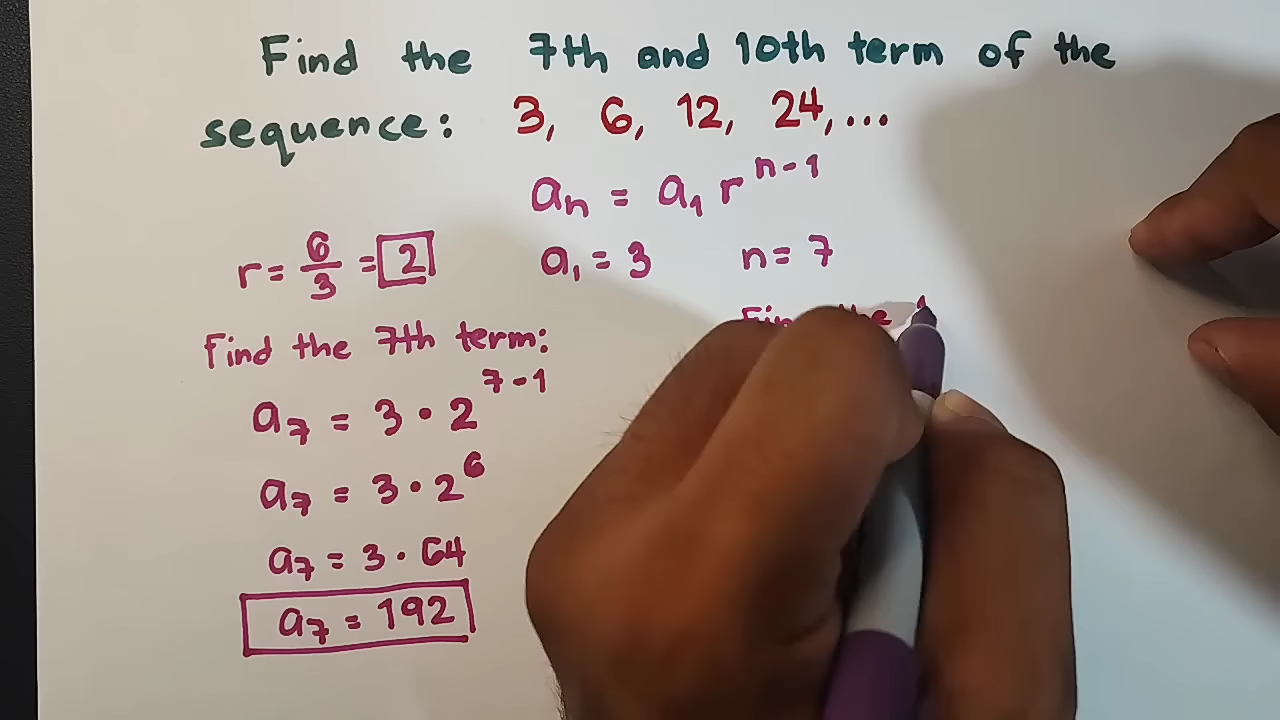 Find the 7th and 10th term of the
sequence: 3, 6, 12, 24, ...
aₙ = a₁ rⁿ⁻¹
r = 6/3 = 2
a₁ = 3
n = 7
Find the 7th term:
a₇ = 3 · 2⁷⁻¹
a₇ = 3 · 2⁶
a₇ = 3 · 64
a₇ = 192
the